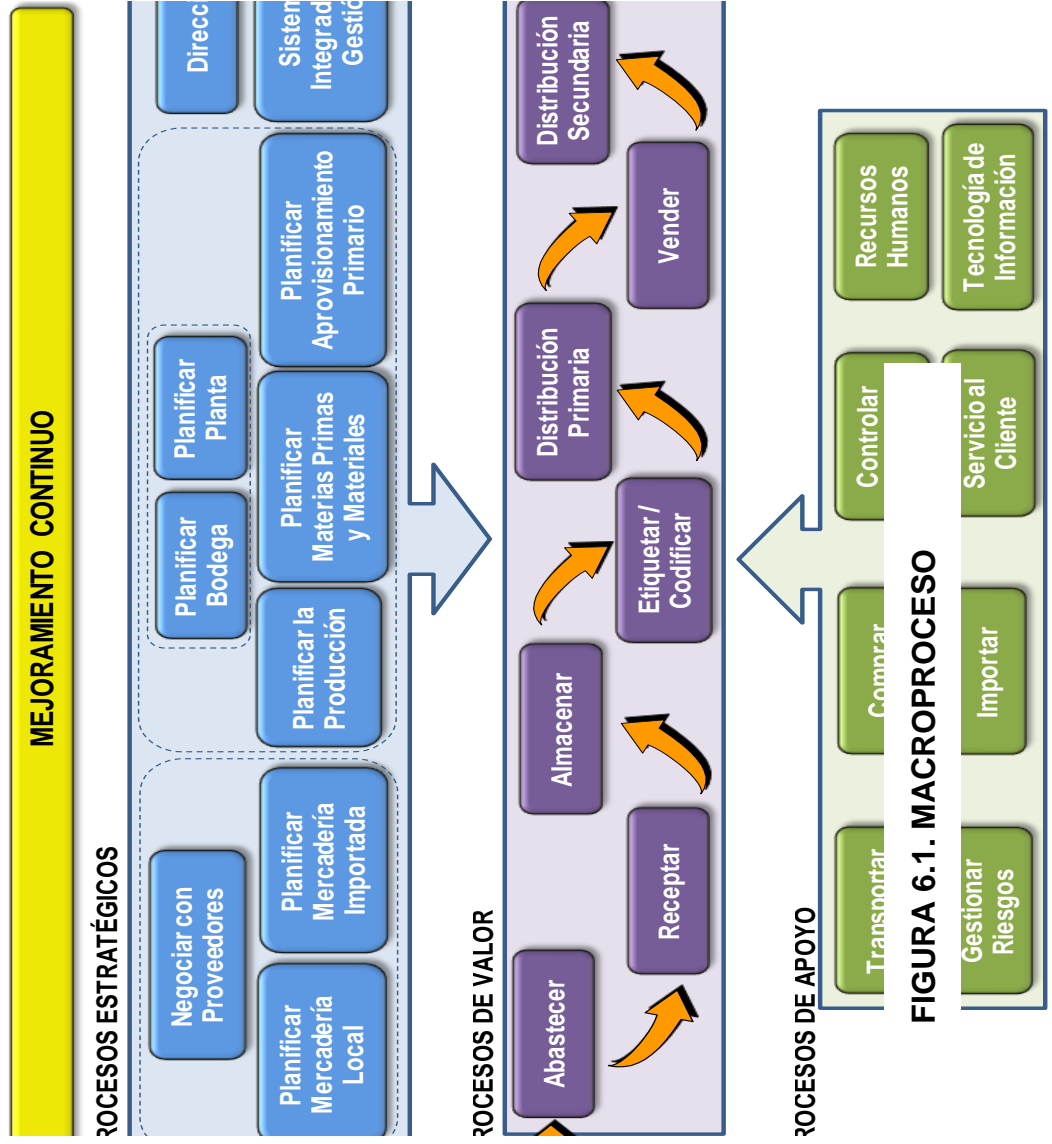 MEJORAMIENTO CONTINUO
ROCESOS ESTRATÉGICOS
Negociar con
Proveedores
Planificar
Bodega
Planificar
Planta
Direcci
Planificar
Mercadería
Local
Planificar
Mercadería
Importada
Planificar la
Producción
Planificar
Materias Primas
y Materiales
Planificar
Aprovisionamiento
Primario
Sistem
Integrad
Gestió
ROCESOS DE VALOR
Abastecer
Receptar
Almacenar
Etiquetar /
Codificar
Distribución
Primaria
Vender
Distribución
Secundaria
ROCESOS DE APOYO
Transportar
Comprar
Controlar
Recursos
Humanos
FIGURA 6.1. MACROPROCESO
Gestionar
Riesgos
Importar
Servicio al
Cliente
Tecnología de
Información